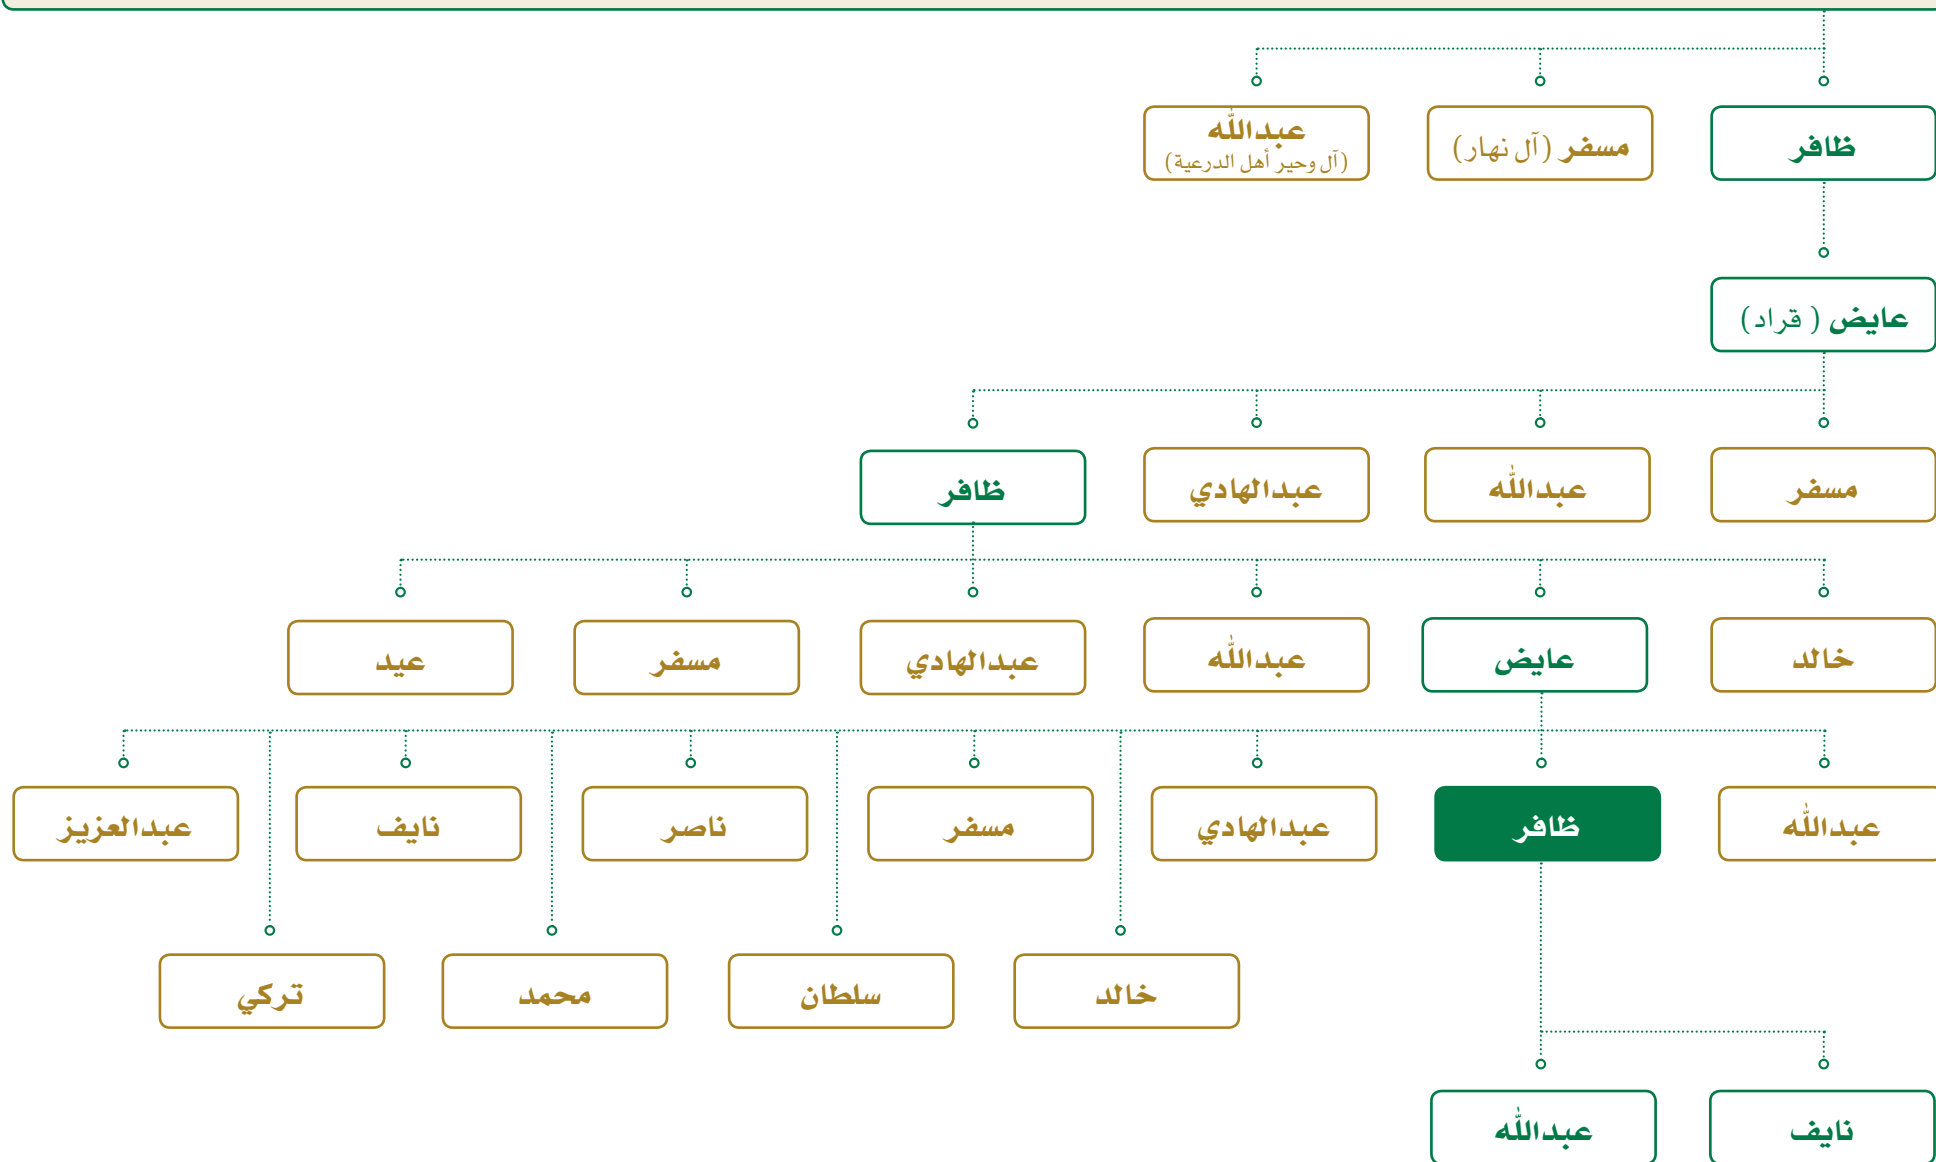 ظافر
مسفر (آل نهار)
عبدالله
(آل وحير أهل الدرعية)
عايض ( قراد)
مسفر
عبدالله
عبدالهادي
ظافر
خالد
عايض
عبدالله
عبدالهادي
مسفر
عيد
عبدالله
ظافر
عبدالهادي
مسفر
ناصر
نايف
عبدالعزيز
خالد
سلطان
محمد
تركي
نايف
عبدالله